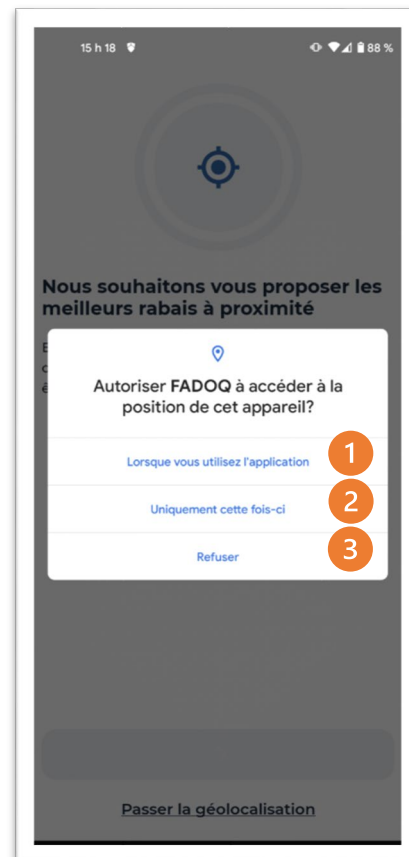 15 h 18
88 %
Nous souhaitons vous proposer les
meilleurs rabais à proximité
Autoriser FADOQ à accéder à la
position de cet appareil?
Lorsque vous utilisez l'application
1
Uniquement cette fois-ci
2
Refuser
3
Passer la géolocalisation